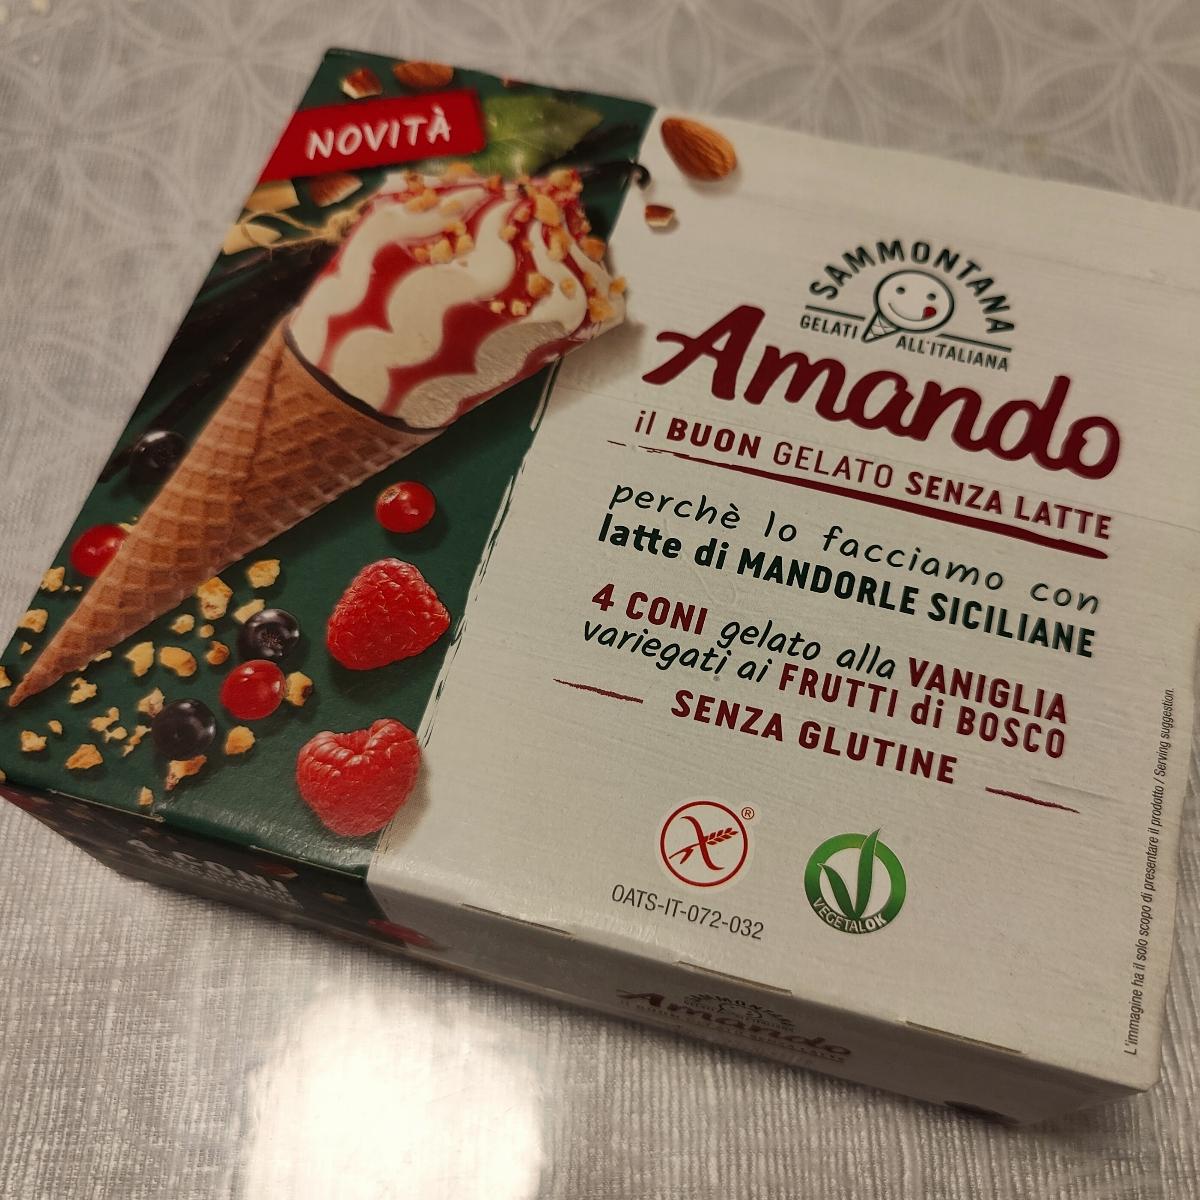 NOVITÀ
SAMMONTANA
GELATI ALL'ITALIANA
Amando
il BUON GELATO SENZA LATTE
perchè lo facciamo con
latte di MANDORLE SICILIANE
4 CONI gelato alla VANIGLIA
variegati ai FRUTTI di BOSCO
SENZA GLUTINE
®
OATS-IT-072-032
VEGETALOK
L'immagine ha il solo scopo di presentare il prodotto / Serving suggestion.
4 CONI
Amando